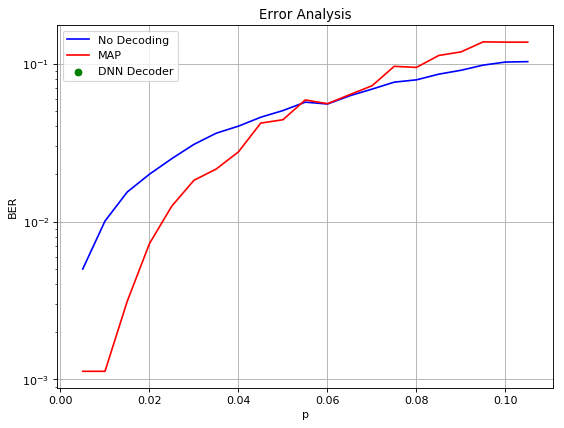 Error Analysis
No Decoding
MAP
DNN Decoder
BER
10⁻¹
10⁻²
10⁻³
0.00 0.02 0.04 0.06 0.08 0.10
p